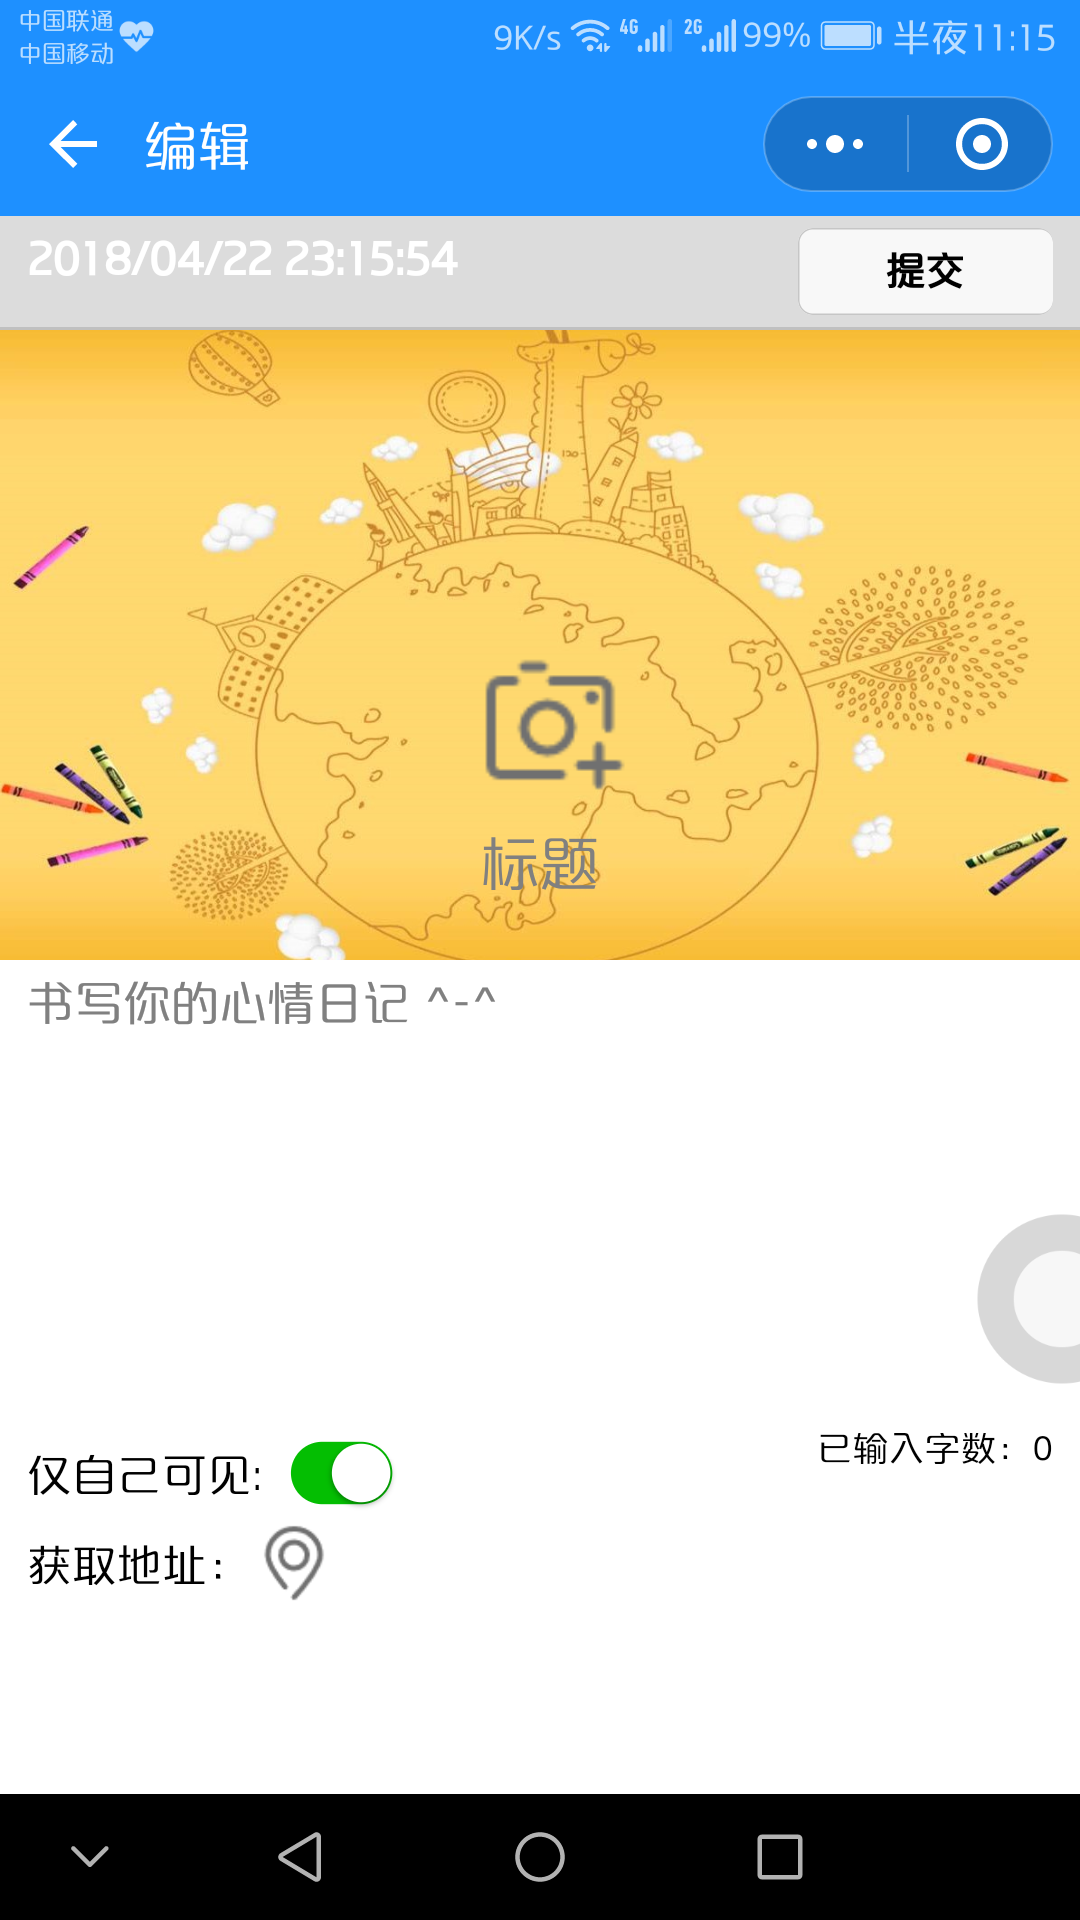 中国联通
中国移动
9K/s 4G 2G 99% 半夜11:15
编辑
2018/04/22 23:15:54
提交
标题
书写你的心情日记 ^-^
已输入字数：0
仅自己可见:
获取地址：